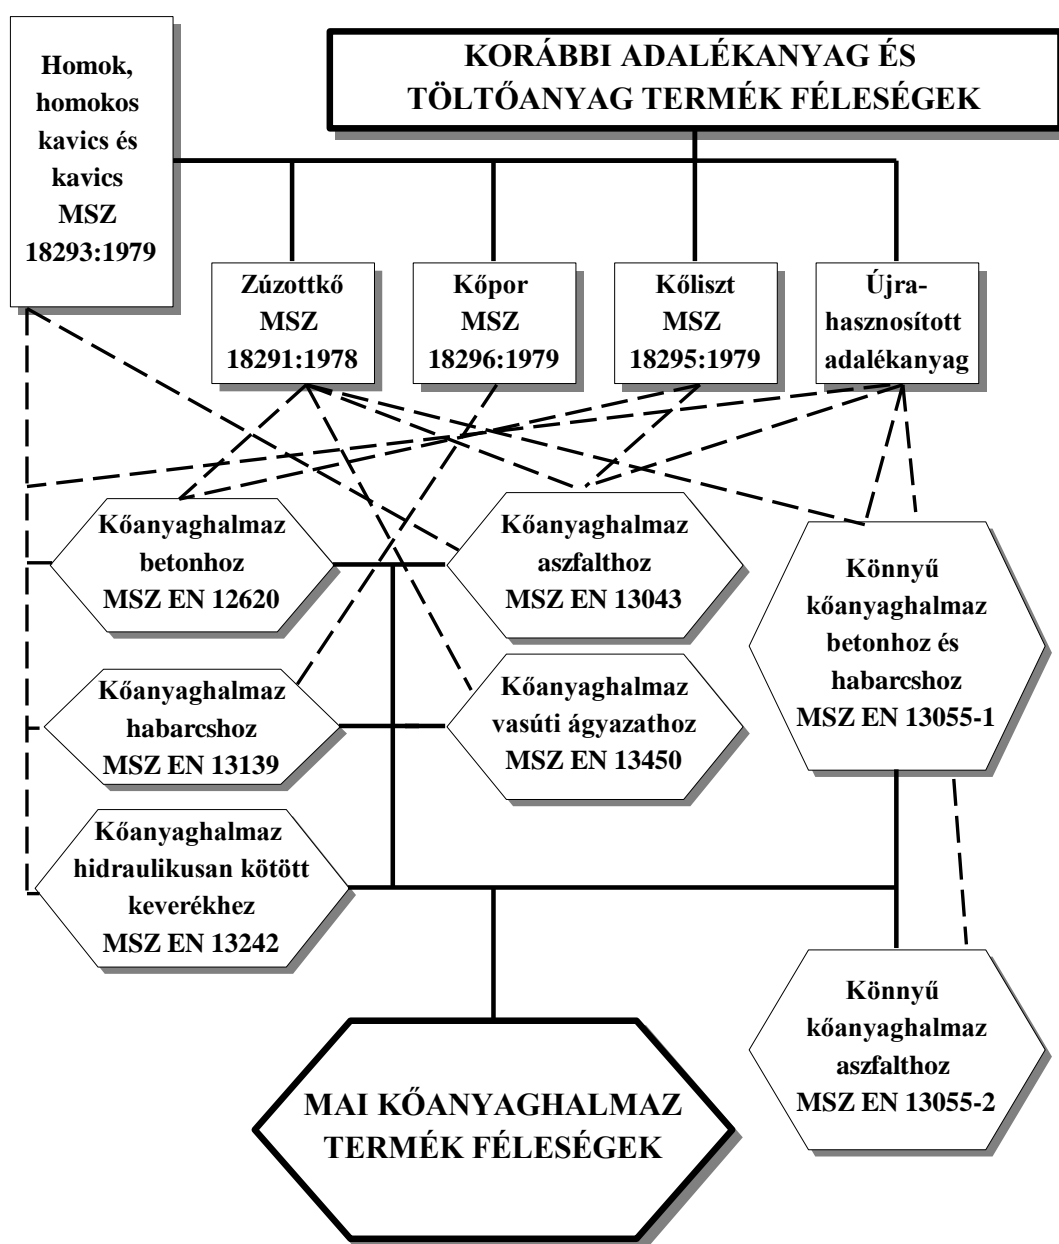 KORÁBBI ADALÉKANYAG ÉS
TÖLTŐANYAG TERMÉK FÉLESÉGEK
Homok,
homokos
kavics és
kavics
MSZ
18293:1979
Zúzottkő
MSZ
18291:1978
Kőpor
MSZ
18296:1979
Kőliszt
MSZ
18295:1979
Újra-
hasznosított
adalékanyag
Kőanyaghalmaz
betonhoz
MSZ EN 12620
Kőanyaghalmaz
aszfalthoz
MSZ EN 13043
Könnyű
kőanyaghalmaz
betonhoz és
habarcshoz
MSZ EN 13055-1
Kőanyaghalmaz
habarcshoz
MSZ EN 13139
Kőanyaghalmaz
vasúti ágyazathoz
MSZ EN 13450
Kőanyaghalmaz
hidraulikusan kötött
keverékhez
MSZ EN 13242
Könnyű
kőanyaghalmaz
aszfalthoz
MSZ EN 13055-2
MAI KŐANYAGHALMAZ
TERMÉK FÉLESÉGEK